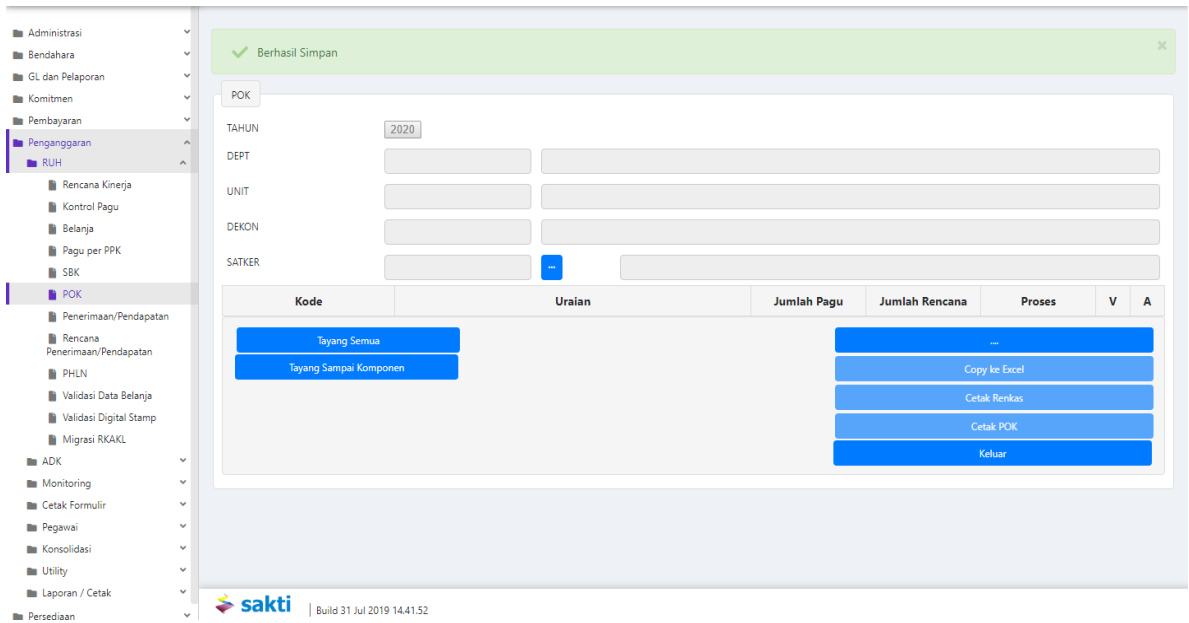 Administrasi
Bendahara
GL dan Pelaporan
Komitmen
Pembayaran
Penganggaran
RUH
Rencana Kinerja
Kontrol Pagu
Belanja
Pagu per PPK
SBK
POK
Penerimaan/Pendapatan
Rencana
Penerimaan/Pendapatan
PHLN
Validasi Data Belanja
Validasi Digital Stamp
Migrasi RKAKL
ADK
Monitoring
Cetak Formulir
Pegawai
Konsolidasi
Utility
Laporan / Cetak
Persediaan
Berhasil Simpan
×
POK
TAHUN 2020
DEPT
UNIT
DEKON
SATKER ...
Kode Uraian Jumlah Pagu Jumlah Rencana Proses V A
Tayang Semua
Tayang Sampai Komponen
....
Copy ke Excel
Cetak Renkas
Cetak POK
Keluar
sakti | Build 31 Jul 2019 14.41.52